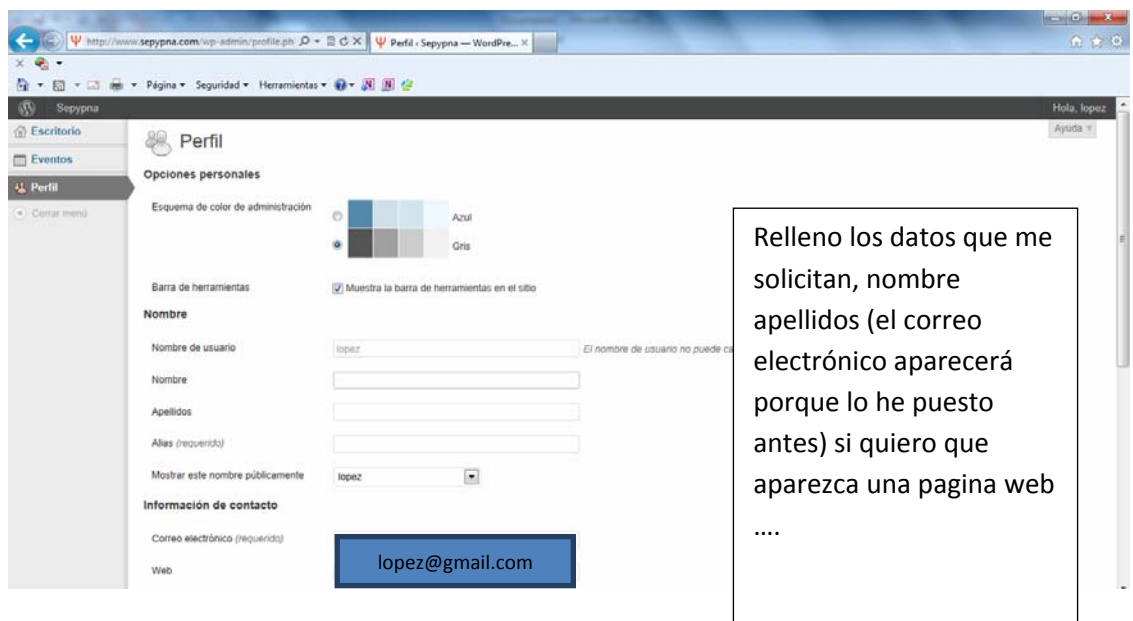 http://www.sepypna.com/wp-admin/profile.ph
Perfil ‹ Sepypna — WordPre...
Página Seguridad Herramientas
Sepypna
Hola, lopez
Ayuda
Escritorio
Eventos
Perfil
Cerrar menú
Perfil
Opciones personales
Esquema de color de administración
Azul
Gris
Barra de herramientas
Muestra la barra de herramientas en el sitio
Nombre
Nombre de usuario
lopez
El nombre de usuario no puede ca
Nombre
Apellidos
Alias (requerido)
Mostrar este nombre públicamente
lopez
Información de contacto
Correo electrónico (requerido)
lopez@gmail.com
Web
Relleno los datos que me
solicitan, nombre
apellidos (el correo
electrónico aparecerá
porque lo he puesto
antes) si quiero que
aparezca una pagina web
....